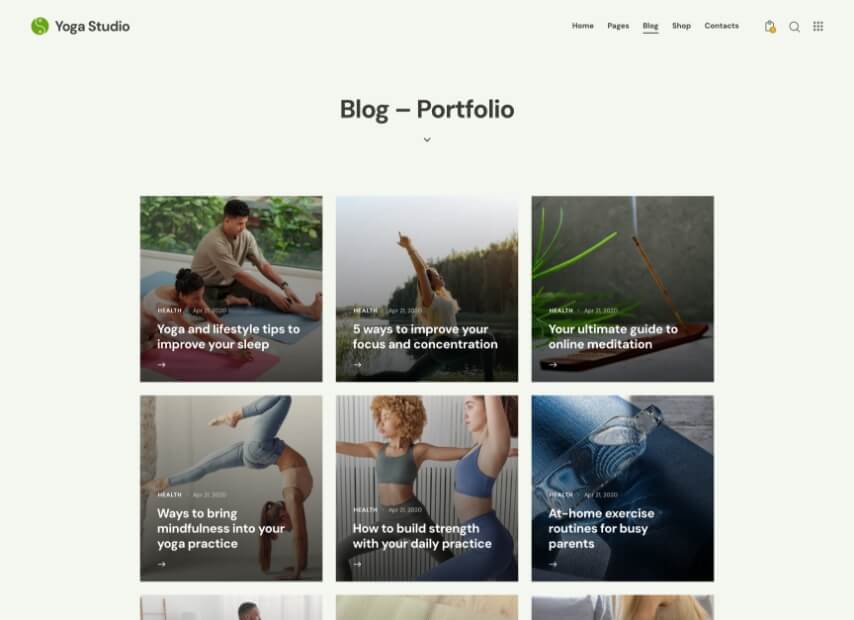 Yoga Studio
Home Pages Blog Shop Contacts
Blog – Portfolio
HEALTH · Apr 21, 2020
Yoga and lifestyle tips to
improve your sleep
HEALTH · Apr 21, 2020
5 ways to improve your
focus and concentration
HEALTH · Apr 21, 2020
Your ultimate guide to
online meditation
HEALTH · Apr 21, 2020
Ways to bring
mindfulness into your
yoga practice
HEALTH · Apr 21, 2020
How to build strength
with your daily practice
HEALTH · Apr 21, 2020
At-home exercise
routines for busy
parents